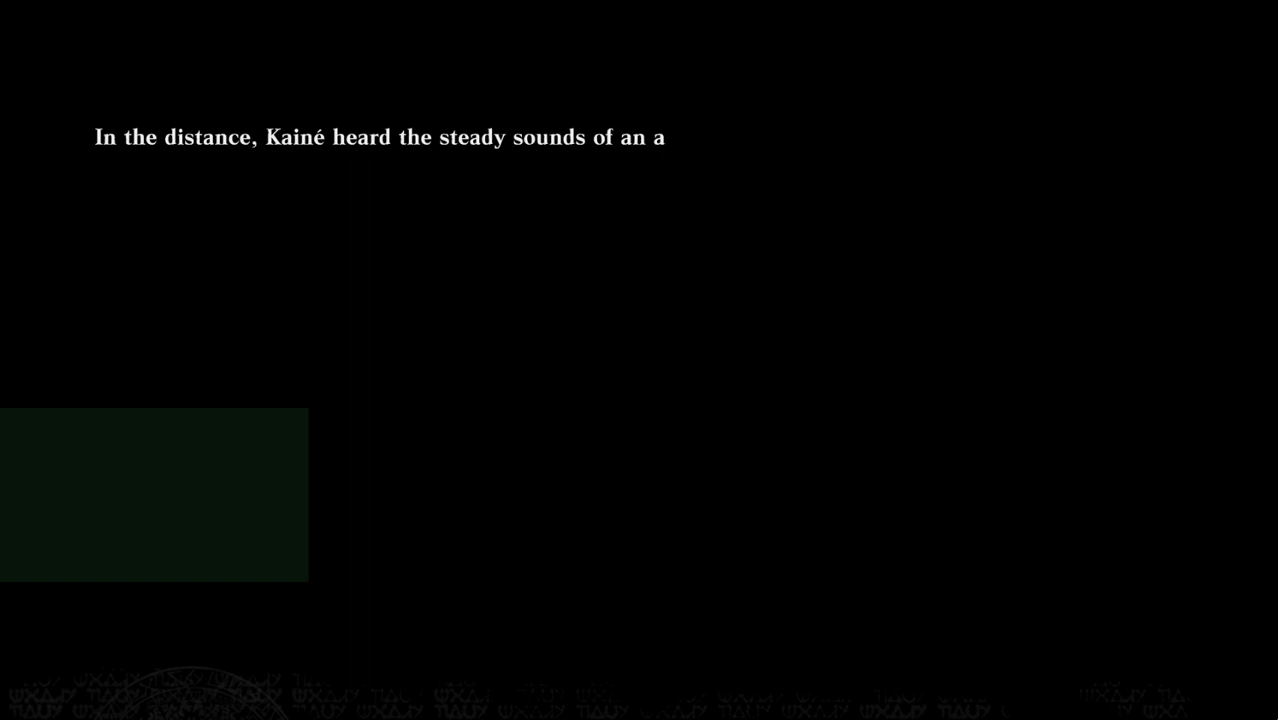 In the distance, Kainé heard the steady sounds of an a